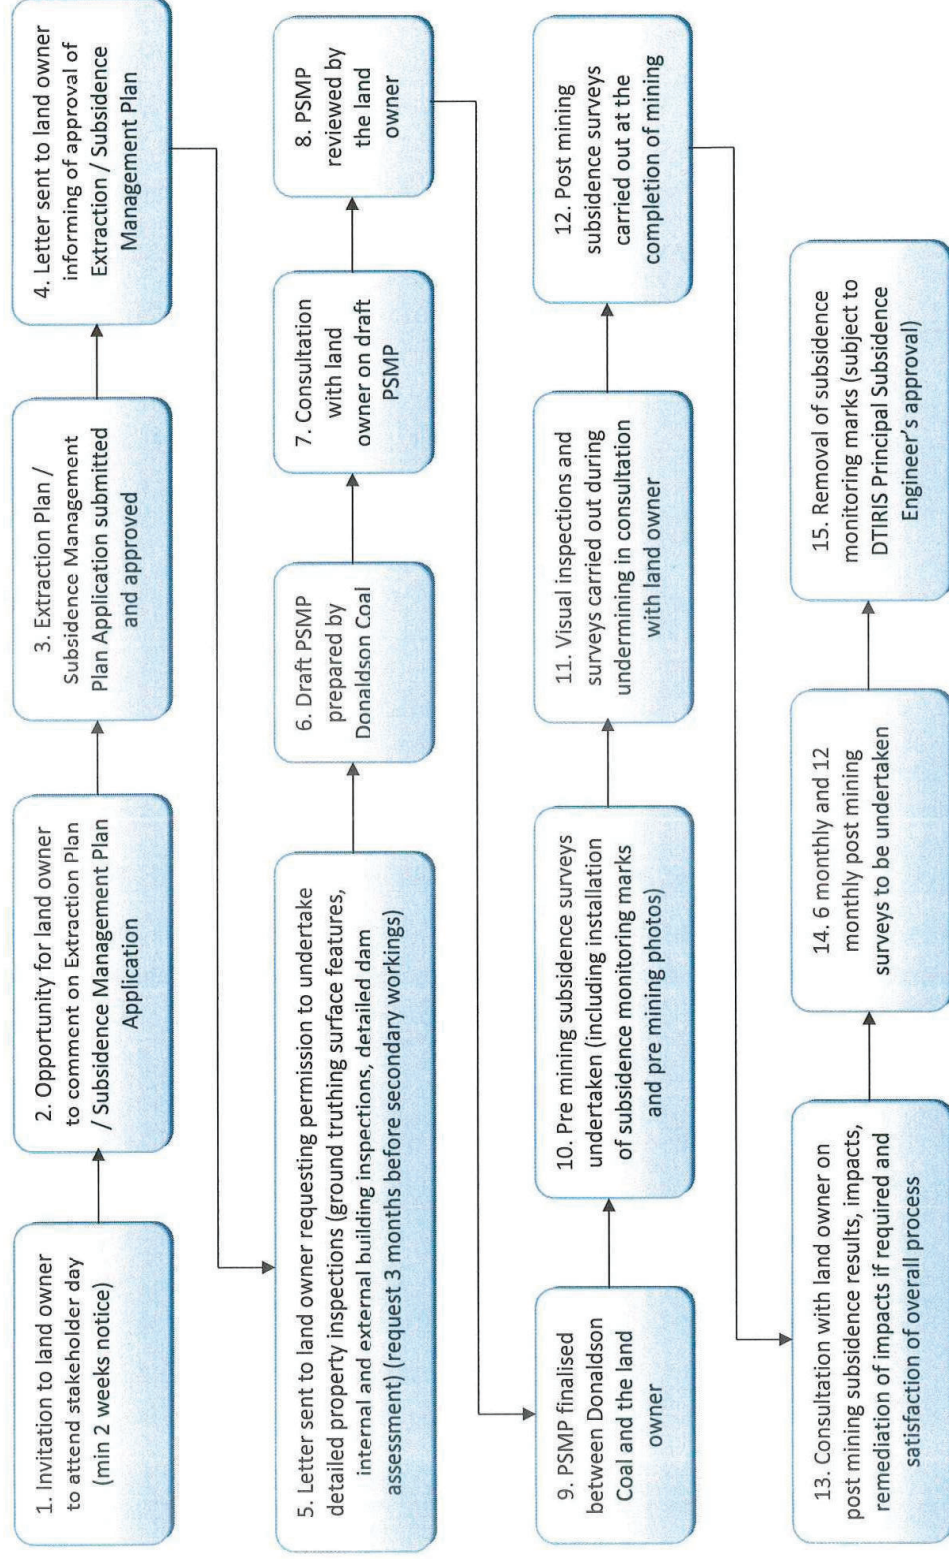 1. Invitation to land owner
to attend stakeholder day
(min 2 weeks notice)
2. Opportunity for land owner
to comment on Extraction Plan
/ Subsidence Management Plan
Application
3. Extraction Plan /
Subsidence Management
Plan Application submitted
and approved
4. Letter sent to land owner
informing of approval of
Extraction / Subsidence
Management Plan
5. Letter sent to land owner requesting permission to undertake
detailed property inspections (ground truthing surface features,
internal and external building inspections, detailed dam
assessment) (request 3 months before secondary workings)
6. Draft PSMP
prepared by
Donaldson Coal
7. Consultation
with land
owner on draft
PSMP
8. PSMP
reviewed by
the land
owner
9. PSMP finalised
between Donaldson
Coal and the land
owner
10. Pre mining subsidence surveys
undertaken (including installation
of subsidence monitoring marks
and pre mining photos)
11. Visual inspections and
surveys carried out during
undermining in consultation
with land owner
12. Post mining
subsidence surveys
carried out at the
completion of mining
13. Consultation with land owner on
post mining subsidence results, impacts,
remediation of impacts if required and
satisfaction of overall process
14. 6 monthly and 12
monthly post mining
surveys to be undertaken
15. Removal of subsidence
monitoring marks (subject to
DTIRIS Principal Subsidence
Engineer's approval)